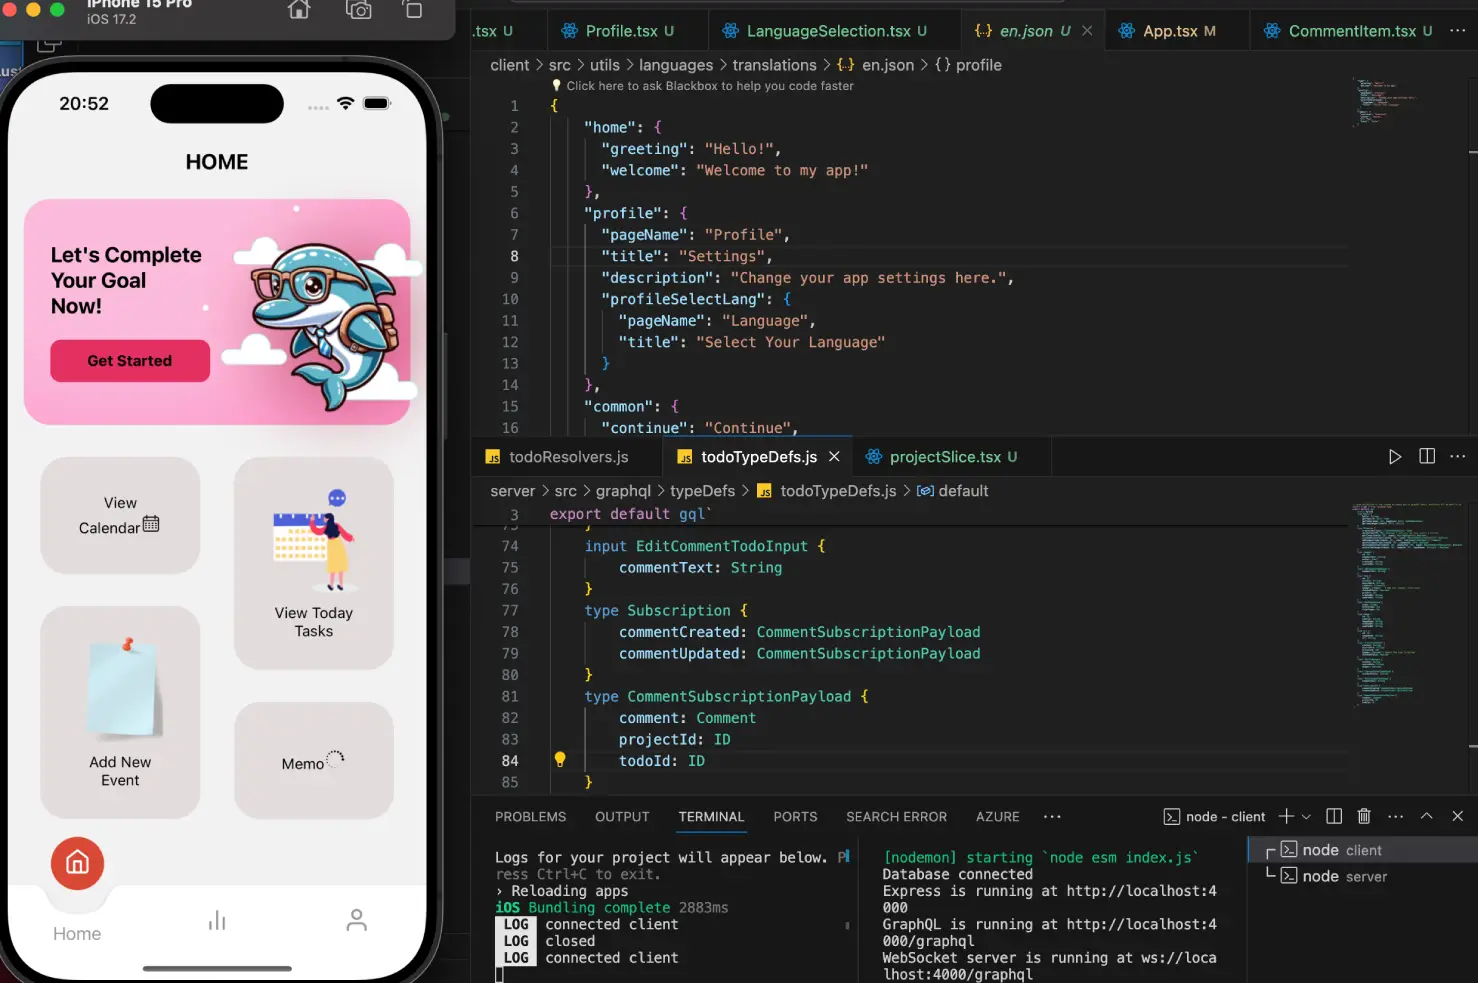 iPhone 15 Pro
iOS 17.2
20:52
HOME
Let's Complete
Your Goal
Now!
Get Started
View
Calendar
View Today
Tasks
Add New
Event
Memo
Home
.tsx U
Profile.tsx U
LanguageSelection.tsx U
{..} en.json U
App.tsx M
CommentItem.tsx U
client > src > utils > languages > translations > {..} en.json > {} profile
Click here to ask Blackbox to help you code faster
1 {
2 "home": {
3 "greeting": "Hello!",
4 "welcome": "Welcome to my app!"
5 },
6 "profile": {
7 "pageName": "Profile",
8 "title": "Settings",
9 "description": "Change your app settings here.",
10 "profileSelectLang": {
11 "pageName": "Language",
12 "title": "Select Your Language"
13 }
14 },
15 "common": {
16 "continue": "Continue",
JS todoResolvers.js
JS todoTypeDefs.js
projectSlice.tsx U
server > src > graphql > typeDefs > JS todoTypeDefs.js > default
3 export default gql`
74 input EditCommentTodoInput {
75 commentText: String
76 }
77 type Subscription {
78 commentCreated: CommentSubscriptionPayload
79 commentUpdated: CommentSubscriptionPayload
80 }
81 type CommentSubscriptionPayload {
82 comment: Comment
83 projectId: ID
84 todoId: ID
85 }
PROBLEMS OUTPUT TERMINAL PORTS SEARCH ERROR AZURE ···
node - client
Logs for your project will appear below. P
ress Ctrl+C to exit.
› Reloading apps
iOS Bundling complete 2883ms
LOG connected client
LOG closed
LOG connected client
[nodemon] starting `node esm index.js`
Database connected
Express is running at http://localhost:4
000
GraphQL is running at http://localhost:4
000/graphql
WebSocket server is running at ws://loca
lhost:4000/graphql
node client
node server